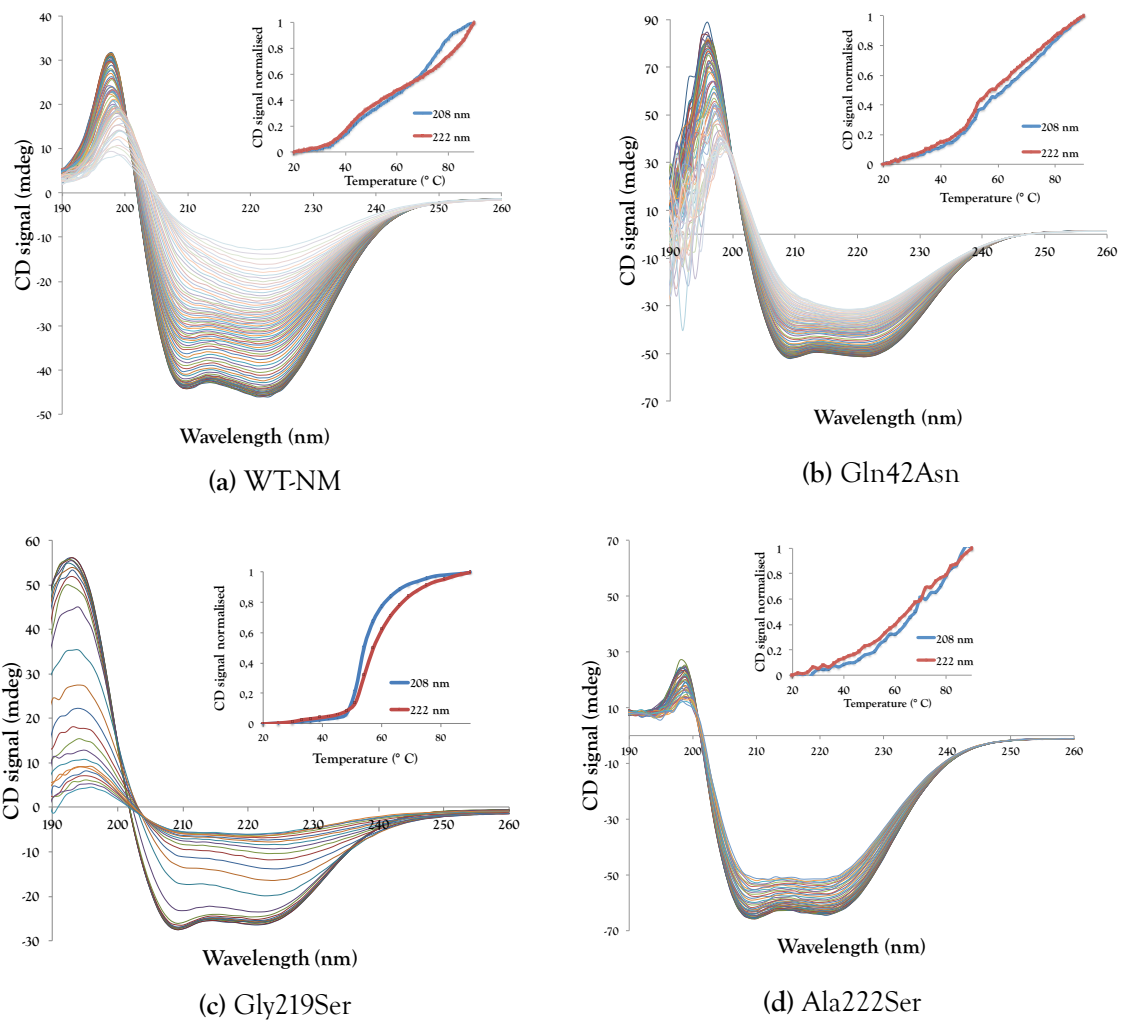 40
30
20
10
0
-10
-20
-30
-40
-50
190 200 210 220 230 240 250 260
CD signal (mdeg)
Wavelength (nm)
1
0.8
0.6
0.4
0.2
0
20 40 60 80
CD signal normalised
Temperature (° C)
208 nm
222 nm
(a) WT-NM
90
70
50
30
10
-10
-30
-50
-70
190 200 210 220 230 240 250 260
CD signal (mdeg)
Wavelength (nm)
1
0.8
0.6
0.4
0.2
0
20 40 60 80
CD signal normalised
Temperature (° C)
208 nm
222 nm
(b) Gln42Asn
60
50
40
30
20
10
0
-10
-20
-30
190 200 210 220 230 240 250 260
CD signal (mdeg)
Wavelength (nm)
1
0,8
0,6
0,4
0,2
0
20 40 60 80
CD signal normalised
Temperature (° C)
208 nm
222 nm
(c) Gly219Ser
70
50
30
10
-10
-30
-50
-70
190 200 210 220 230 240 250 260
CD signal (mdeg)
Wavelength (nm)
1
0.8
0.6
0.4
0.2
0
20 40 60 80
CD signal normalised
Temperature (° C)
208 nm
222 nm
(d) Ala222Ser